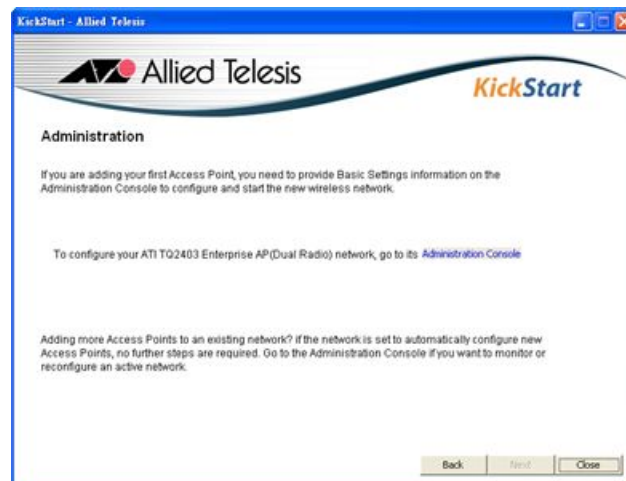 KickStart - Allied Telesis
Allied Telesis
KickStart
Administration
If you are adding your first Access Point, you need to provide Basic Settings information on the
Administration Console to configure and start the new wireless network.
To configure your ATI TQ2403 Enterprise AP(Dual Radio) network, go to its Administration Console
Adding more Access Points to an existing network? if the network is set to automatically configure new
Access Points, no further steps are required. Go to the Administration Console if you want to monitor or
reconfigure an active network.
Back Next Close